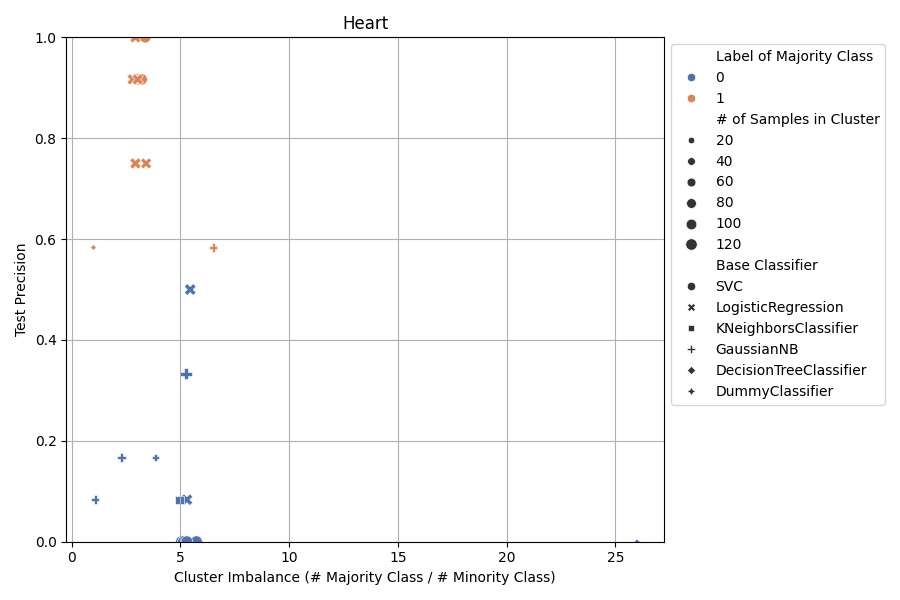 Heart
1.0
0.8
0.6
0.4
0.2
0.0
Test Precision
0
5
10
15
20
25
Cluster Imbalance (# Majority Class / # Minority Class)
Label of Majority Class
0
1
# of Samples in Cluster
20
40
60
80
100
120
Base Classifier
SVC
LogisticRegression
KNeighborsClassifier
GaussianNB
DecisionTreeClassifier
DummyClassifier